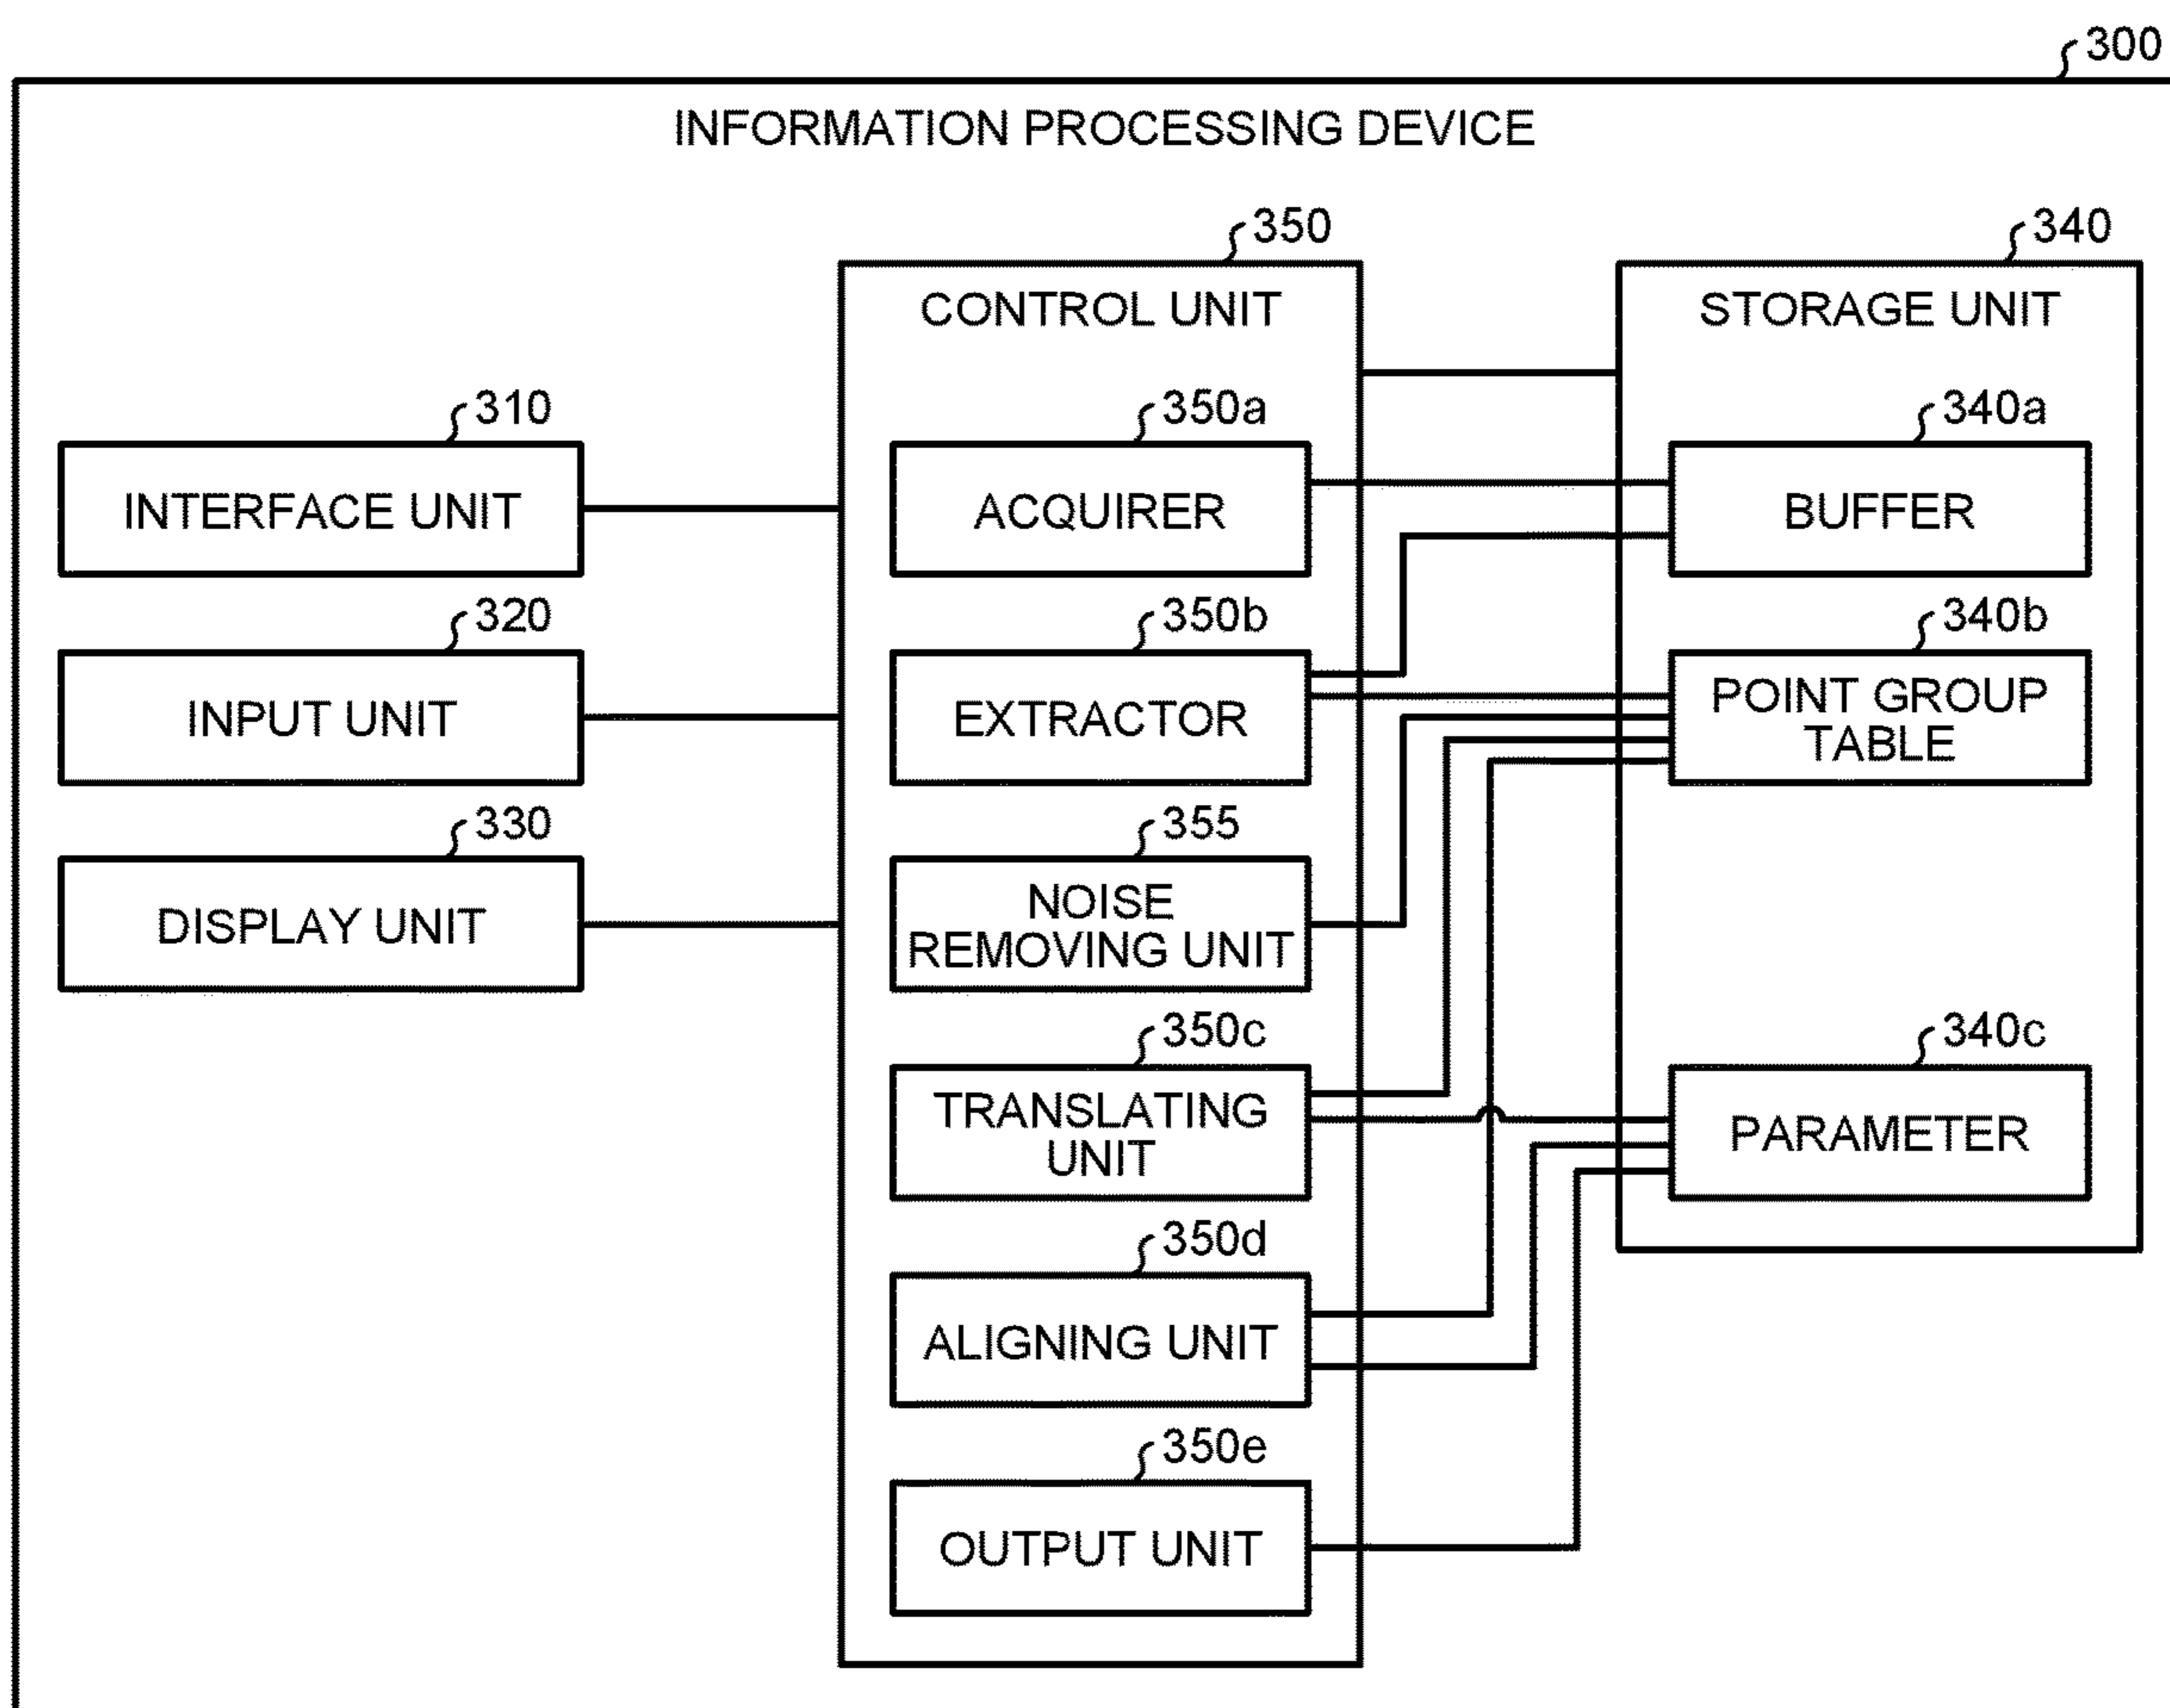 300
INFORMATION PROCESSING DEVICE
350
340
CONTROL UNIT
STORAGE UNIT
310
350a
340a
INTERFACE UNIT
ACQUIRER
BUFFER
320
350b
340b
INPUT UNIT
EXTRACTOR
POINT GROUP
TABLE
330
355
DISPLAY UNIT
NOISE
REMOVING UNIT
350c
340c
TRANSLATING
UNIT
PARAMETER
350d
ALIGNING UNIT
350e
OUTPUT UNIT